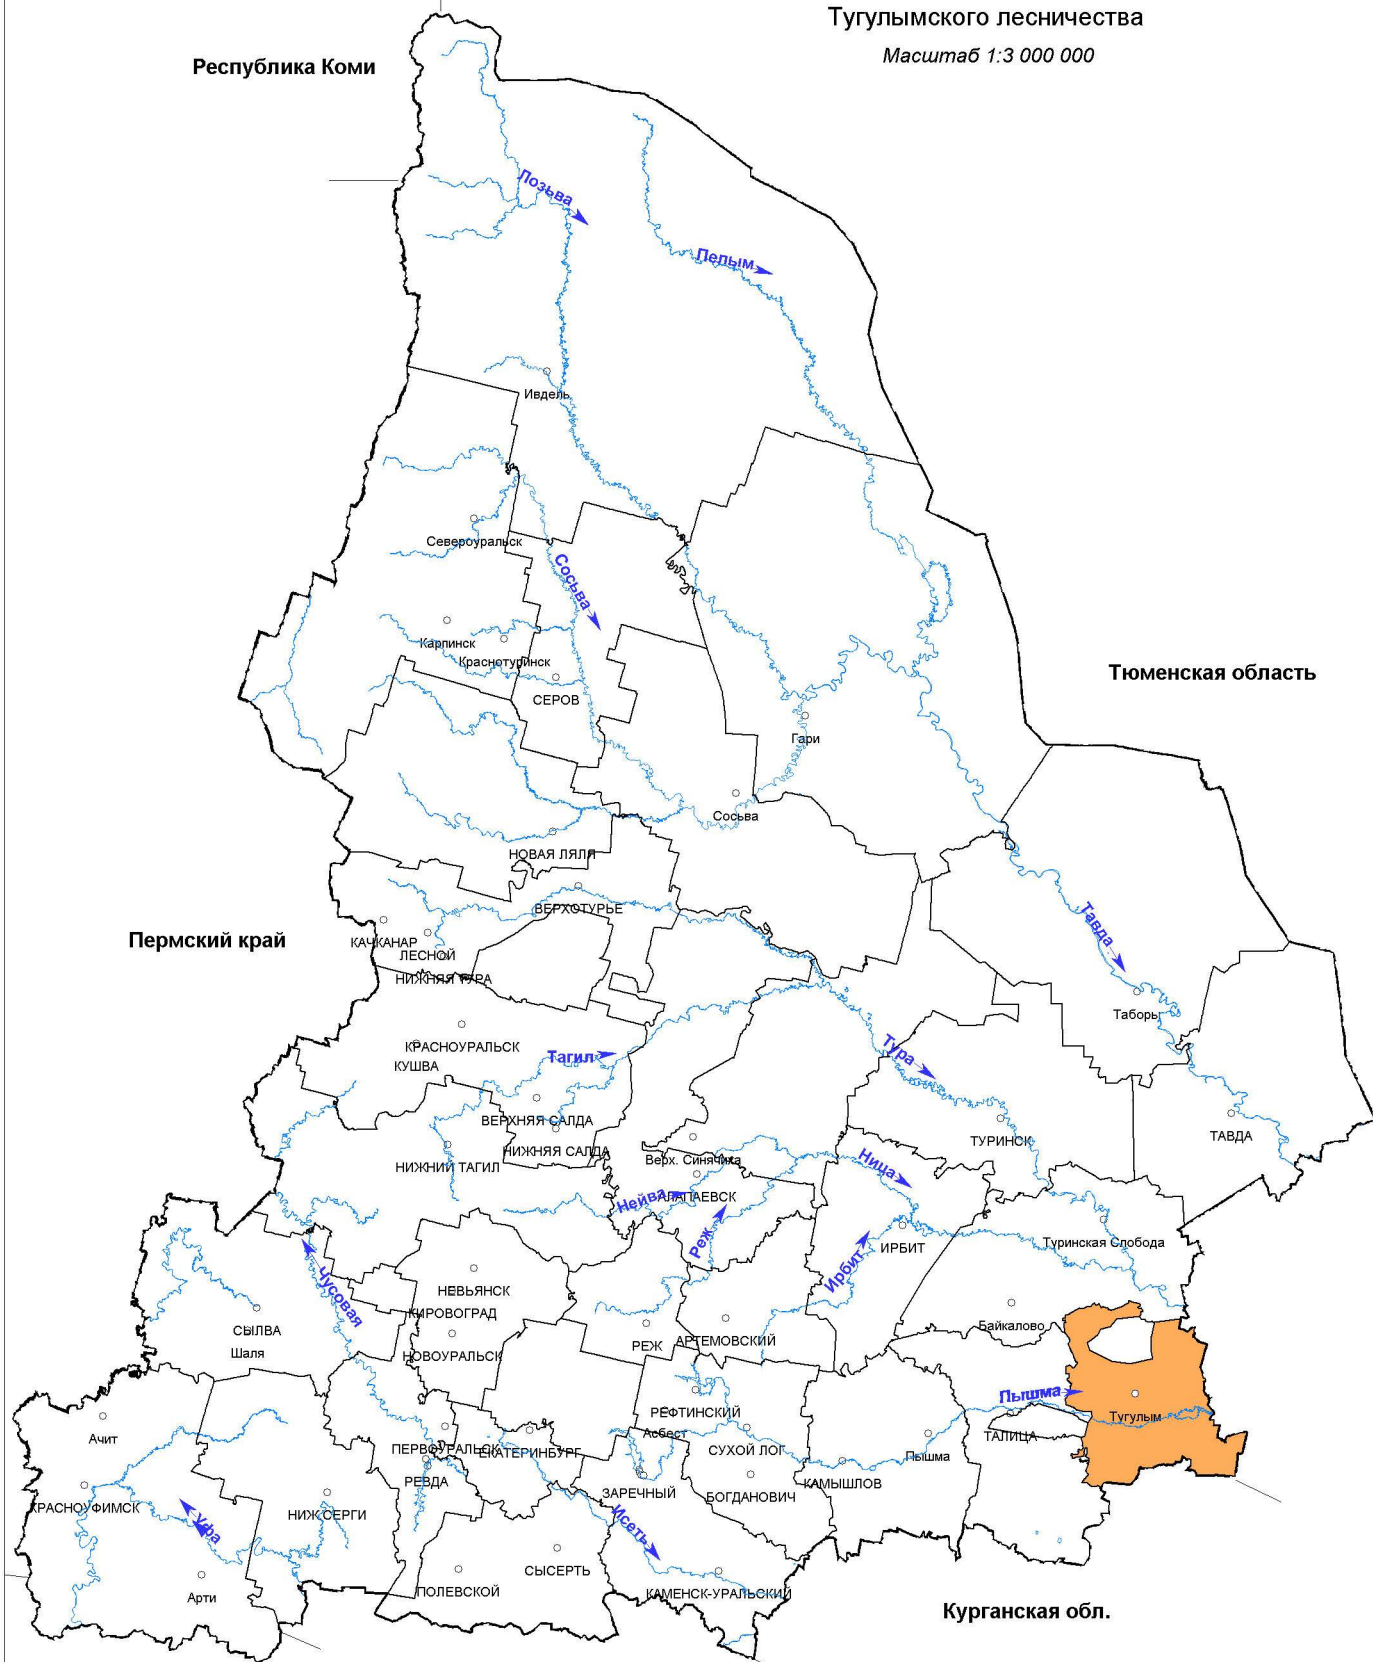 Тугулымского лесничества
Масштаб 1:3 000 000
Республика Коми
Лозьва
Пелым
Ивдель
Североуральск
Сосьва
Карпинск
Краснотуринск
СЕРОВ
Тюменская область
Гари
Сосьва
НОВАЯ ЛЯЛЯ
ВЕРХОТУРЬЕ
Тавда
Пермский край
КАЧКАНАР
ЛЕСНОЙ
НИЖНЯЯ ТУРА
Таборы
КРАСНОУРАЛЬСК
Тагил
Тура
КУШВА
ВЕРХНЯЯ САЛДА
ТУРИНСК
ТАВДА
НИЖНЯЯ САЛДА
Верх. Синячиха
НИЖНИЙ ТАГИЛ
Ница
Нейва
АЛАПАЕВСК
Реж
ИРБИТ
Туринская Слобода
Ирбит
Чусовая
НЕВЬЯНСК
КИРОВОГРАД
СЫЛВА
Байкалово
Шаля
НОВОУРАЛЬСК
РЕЖ
АРТЕМОВСКИЙ
Пышма
РЕФТИНСКИЙ
Тугулым
Ачит
Асбест
ТАЛИЦА
ПЕРВОУРАЛЬСК
ЕКАТЕРИНБУРГ
СУХОЙ ЛОГ
Пышма
РЕВДА
КАМЫШЛОВ
ЗАРЕЧНЫЙ
БОГДАНОВИЧ
КРАСНОУФИМСК
НИЖ.СЕРГИ
Уфа
Исеть
СЫСЕРТЬ
ПОЛЕВСКОЙ
КАМЕНСК-УРАЛЬСКИЙ
Арти
Курганская обл.